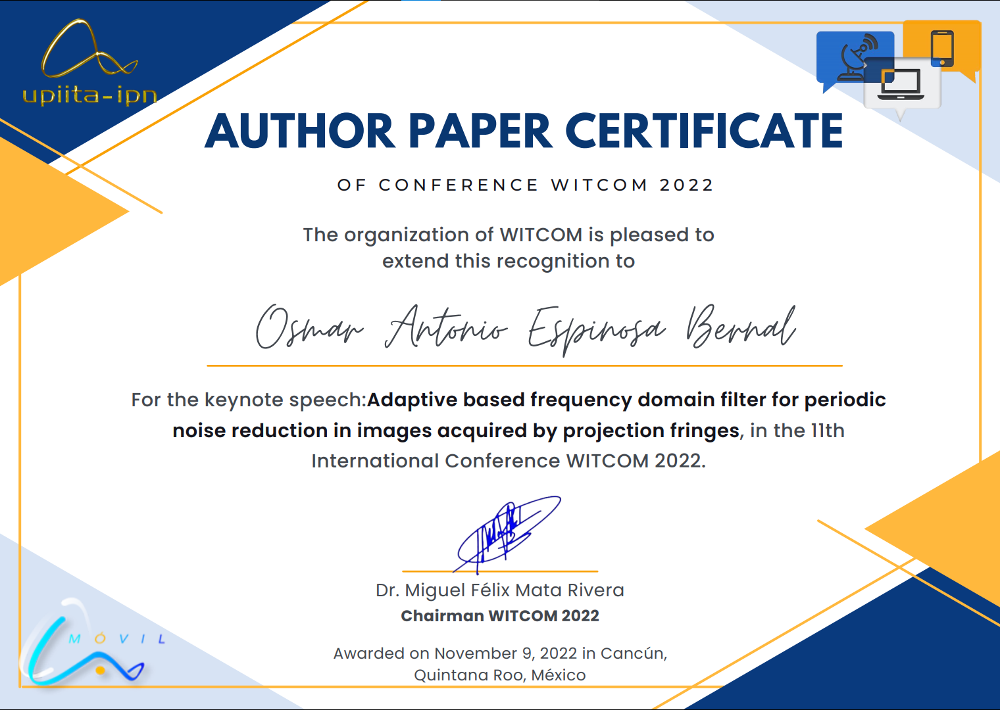 upiita-ipn
AUTHOR PAPER CERTIFICATE
OF CONFERENCE WITCOM 2022
The organization of WITCOM is pleased to
extend this recognition to
Osmar Antonio Espinosa Bernal
For the keynote speech:Adaptive based frequency domain filter for periodic
noise reduction in images acquired by projection fringes, in the 11th
International Conference WITCOM 2022.
Dr. Miguel Félix Mata Rivera
Chairman WITCOM 2022
MÓVIL
Awarded on November 9, 2022 in Cancún,
Quintana Roo, México